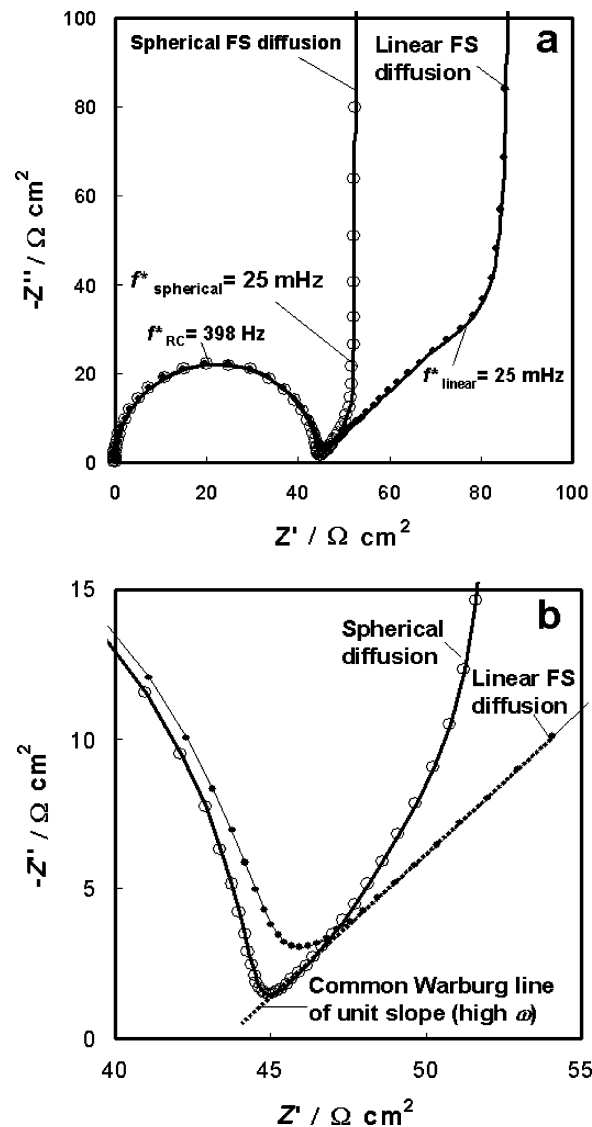 100
80
60
40
20
0
-Z'' / Ω cm²
a
Spherical FS diffusion
Linear FS
diffusion
f* spherical = 25 mHz
f* RC = 398 Hz
f* linear = 25 mHz
0 20 40 60 80 100
Z' / Ω cm²
15
10
5
0
-Z'' / Ω cm²
b
Spherical
diffusion
Linear FS
diffusion
Common Warburg line
of unit slope (high ω)
40 45 50 55
Z' / Ω cm²